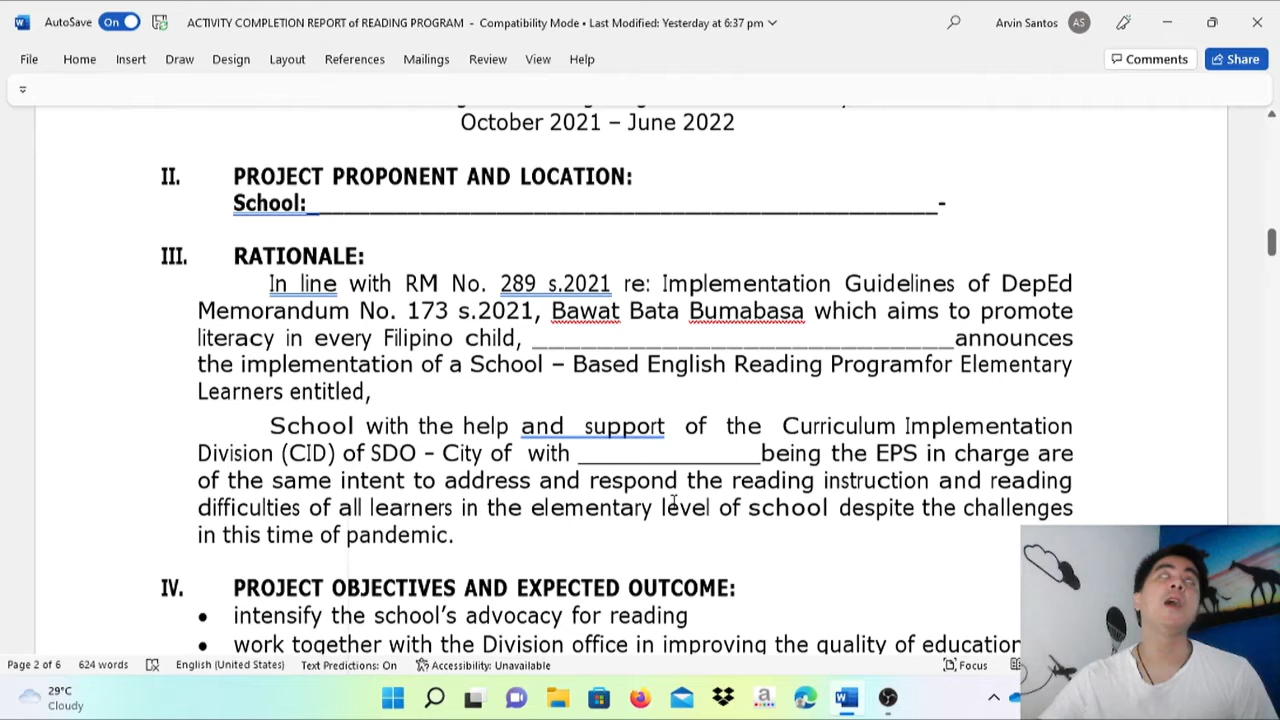 AutoSave On ACTIVITY COMPLETION REPORT of READING PROGRAM - Compatibility Mode • Last Modified: Yesterday at 6:37 pm Arvin Santos AS
File Home Insert Draw Design Layout References Mailings Review View Help Comments Share
October 2021 – June 2022
II. PROJECT PROPONENT AND LOCATION:
School:_______________________________________________-
III. RATIONALE:
In line with RM No. 289 s.2021 re: Implementation Guidelines of DepEd
Memorandum No. 173 s.2021, Bawat Bata Bumabasa which aims to promote
literacy in every Filipino child, ______________________________announces
the implementation of a School – Based English Reading Programfor Elementary
Learners entitled,
School with the help and support of the Curriculum Implementation
Division (CID) of SDO – City of with _____________being the EPS in charge are
of the same intent to address and respond the reading instruction and reading
difficulties of all learners in the elementary level of school despite the challenges
in this time of pandemic.
IV. PROJECT OBJECTIVES AND EXPECTED OUTCOME:
• intensify the school's advocacy for reading
• work together with the Division office in improving the quality of education
Page 2 of 6 624 words English (United States) Text Predictions: On Accessibility: Unavailable Focus
29°C
Cloudy